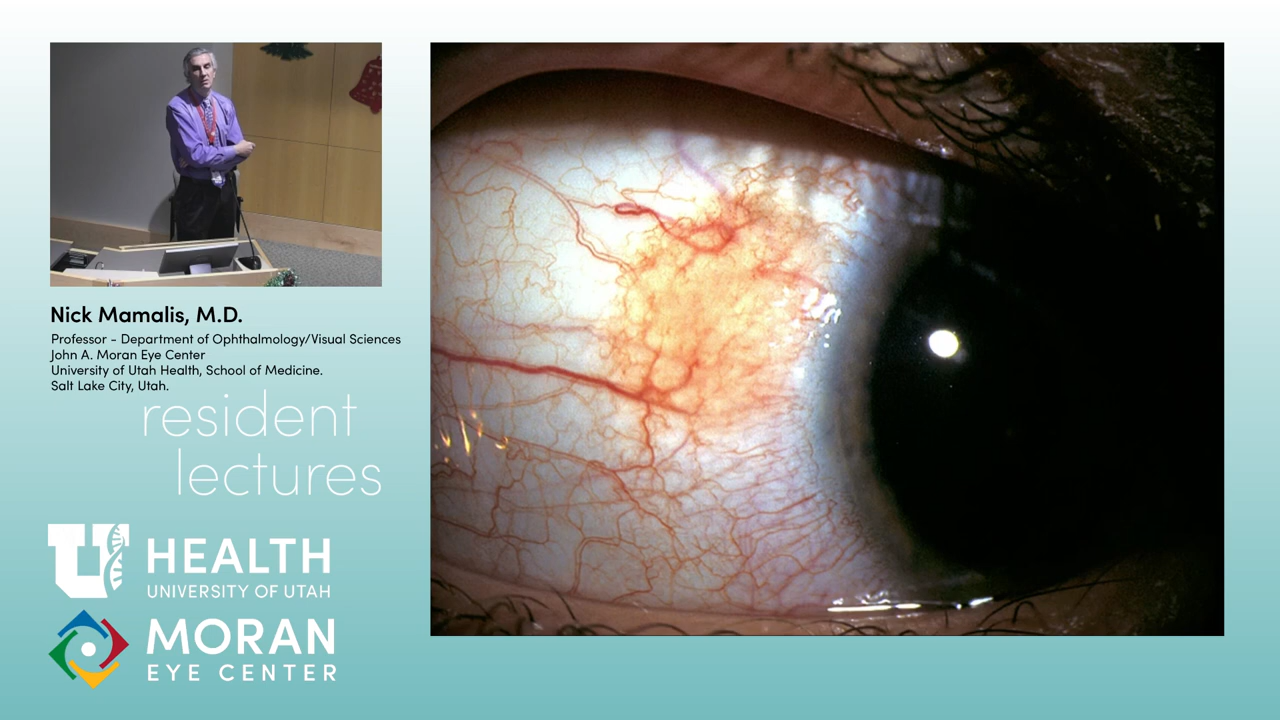 Nick Mamalis, M.D.
Professor - Department of Ophthalmology/Visual Sciences
John A. Moran Eye Center
University of Utah Health, School of Medicine.
Salt Lake City, Utah.
resident
lectures
U HEALTH
UNIVERSITY OF UTAH
MORAN
EYE CENTER